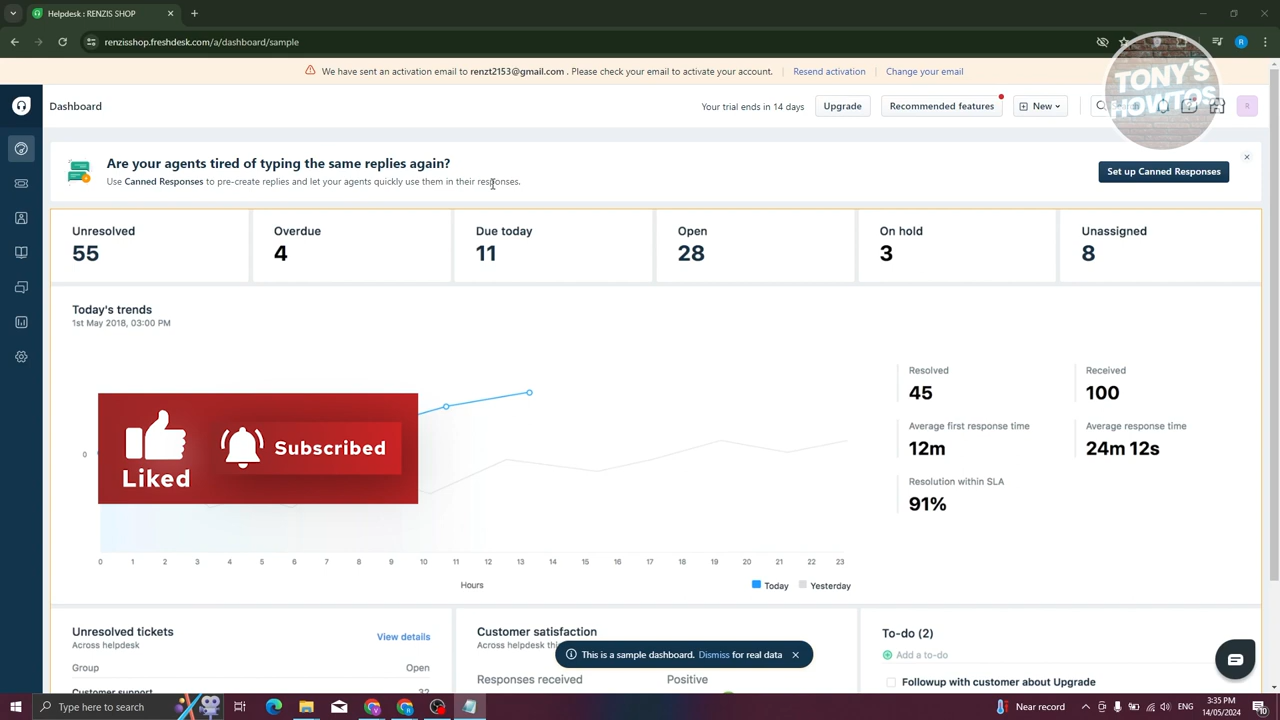 Helpdesk : RENZIS SHOP
renzisshop.freshdesk.com/a/dashboard/sample
R
We have sent an activation email to renzt2153@gmail.com . Please check your email to activate your account.
Resend activation
Change your email
TONY'S
HOWTOS
Dashboard
Your trial ends in 14 days
Upgrade
Recommended features
New
R
Are your agents tired of typing the same replies again?
Use Canned Responses to pre-create replies and let your agents quickly use them in their responses.
Set up Canned Responses
Unresolved
55
Overdue
4
Due today
11
Open
28
On hold
3
Unassigned
8
Today's trends
1st May 2018, 03:00 PM
Resolved
45
Received
100
Average first response time
12m
Average response time
24m 12s
Resolution within SLA
91%
Liked
Subscribed
0
0 1 2 3 4 5 6 7 8 9 10 11 12 13 14 15 16 17 18 19 20 21 22 23
Hours
Today
Yesterday
Unresolved tickets
View details
Across helpdesk
Group
Open
Customer support
32
Customer satisfaction
Across helpdesk thi
Responses received
Positive
This is a sample dashboard. Dismiss for real data
To-do (2)
Add a to-do
Followup with customer about Upgrade
Type here to search
Near record
ENG
3:35 PM
14/05/2024